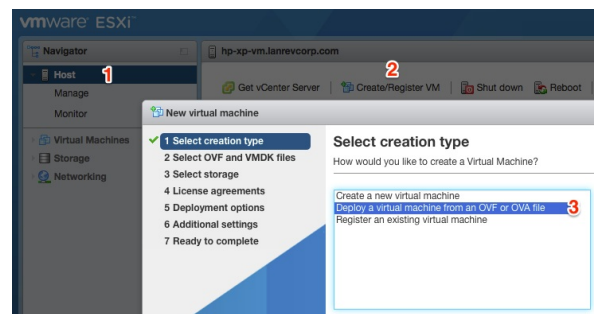 vmware ESXi™
Navigator
hp-xp-vm.lanrevcorp.com
Host
1
2
Manage
Get vCenter Server
Create/Register VM
Shut down
Reboot
Monitor
New virtual machine
Virtual Machines
Storage
Networking
1 Select creation type
2 Select OVF and VMDK files
3 Select storage
4 License agreements
5 Deployment options
6 Additional settings
7 Ready to complete
Select creation type
How would you like to create a Virtual Machine?
Create a new virtual machine
Deploy a virtual machine from an OVF or OVA file
3
Register an existing virtual machine